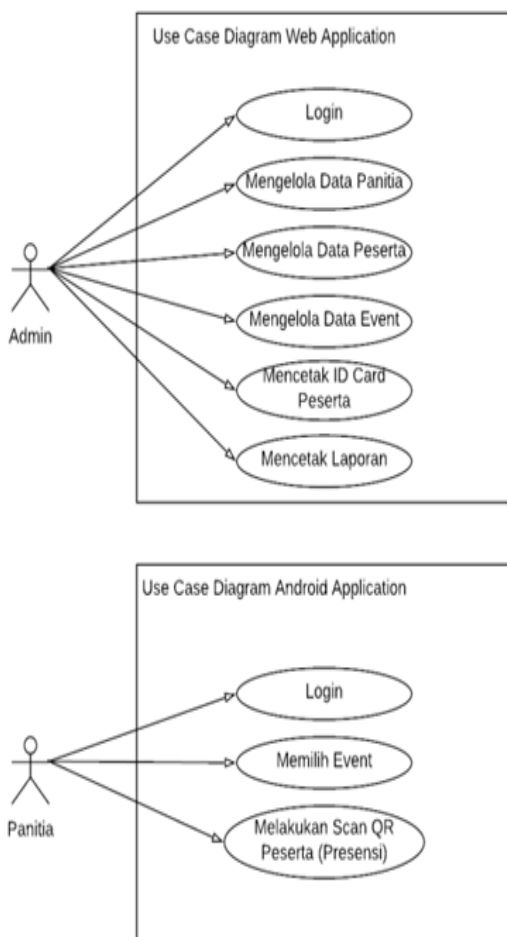 Use Case Diagram Web Application
Login
Mengelola Data Panitia
Mengelola Data Peserta
Mengelola Data Event
Admin
Mencetak ID Card
Peserta
Mencetak Laporan
Use Case Diagram Android Application
Login
Memilih Event
Panitia
Melakukan Scan QR
Peserta (Presensi)